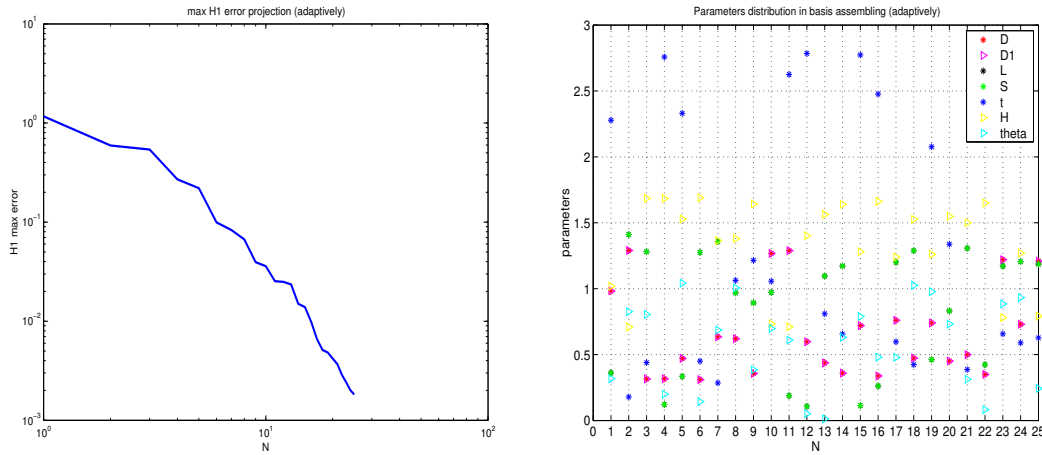 max H1 error projection (adaptively)
10^1
10^0
10^-1
10^-2
10^-3
H1 max error
10^0
10^1
10^2
N
Parameters distribution in basis assembling (adaptively)
3
2.5
2
1.5
1
0.5
0
parameters
D
D1
L
S
t
H
theta
0 1 2 3 4 5 6 7 8 9 10 11 12 13 14 15 16 17 18 19 20 21 22 23 24 25
N